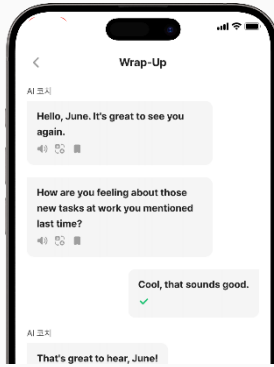 Wrap-Up
AI 코치
Hello, June. It's great to see you
again.
How are you feeling about those
new tasks at work you mentioned
last time?
Cool, that sounds good.
AI 코치
That's great to hear, June!